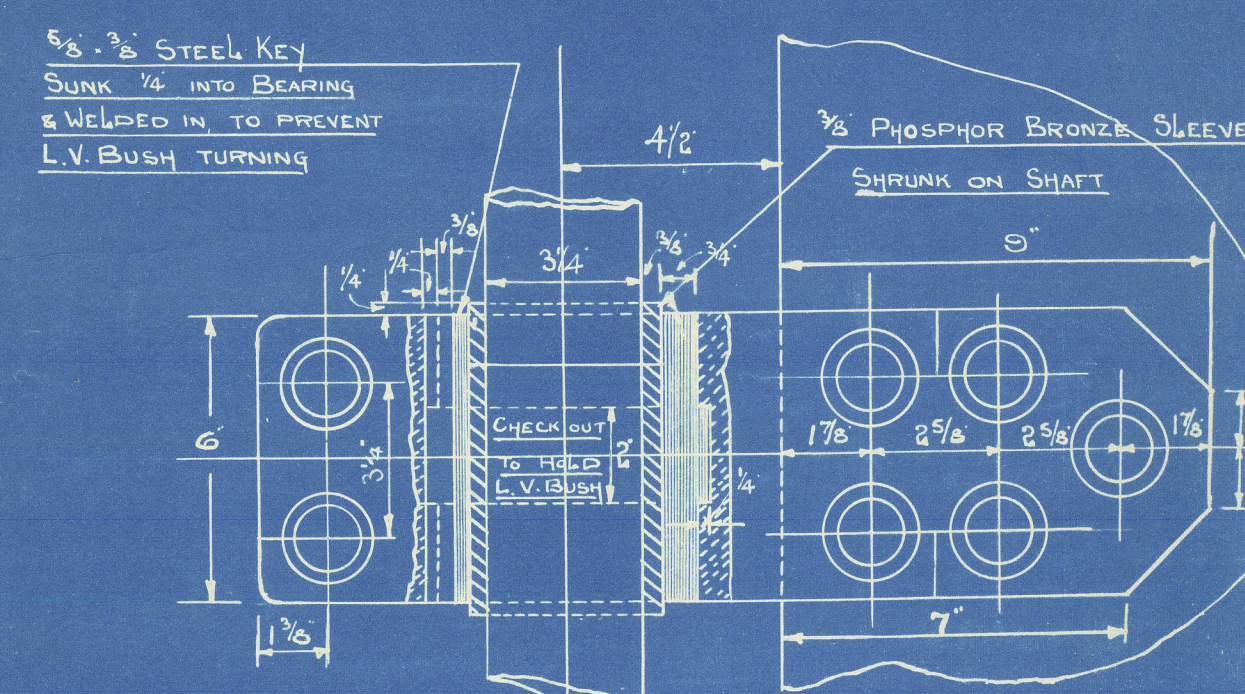 5/8" × 3/8" STEEL KEY
SUNK 1/4" INTO BEARING
& WELDED IN, TO PREVENT
L.V. BUSH TURNING
4 1/2"
3/8" PHOSPHOR BRONZE SLEEVE
SHRUNK ON SHAFT
9"
3/8"
1/4"
1/4"
3 1/4"
3/8"
3/4"
6"
3 1/4"
CHECK OUT
TO HOLD
L.V. BUSH
2"
1/4"
1 7/8"
2 5/8"
2 5/8"
1 7/8"
1 3/8"
7"